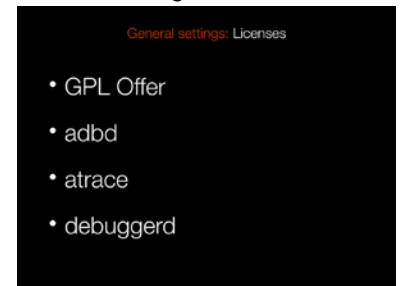 General settings: Licenses
• GPL Offer
• adbd
• atrace
• debuggerd